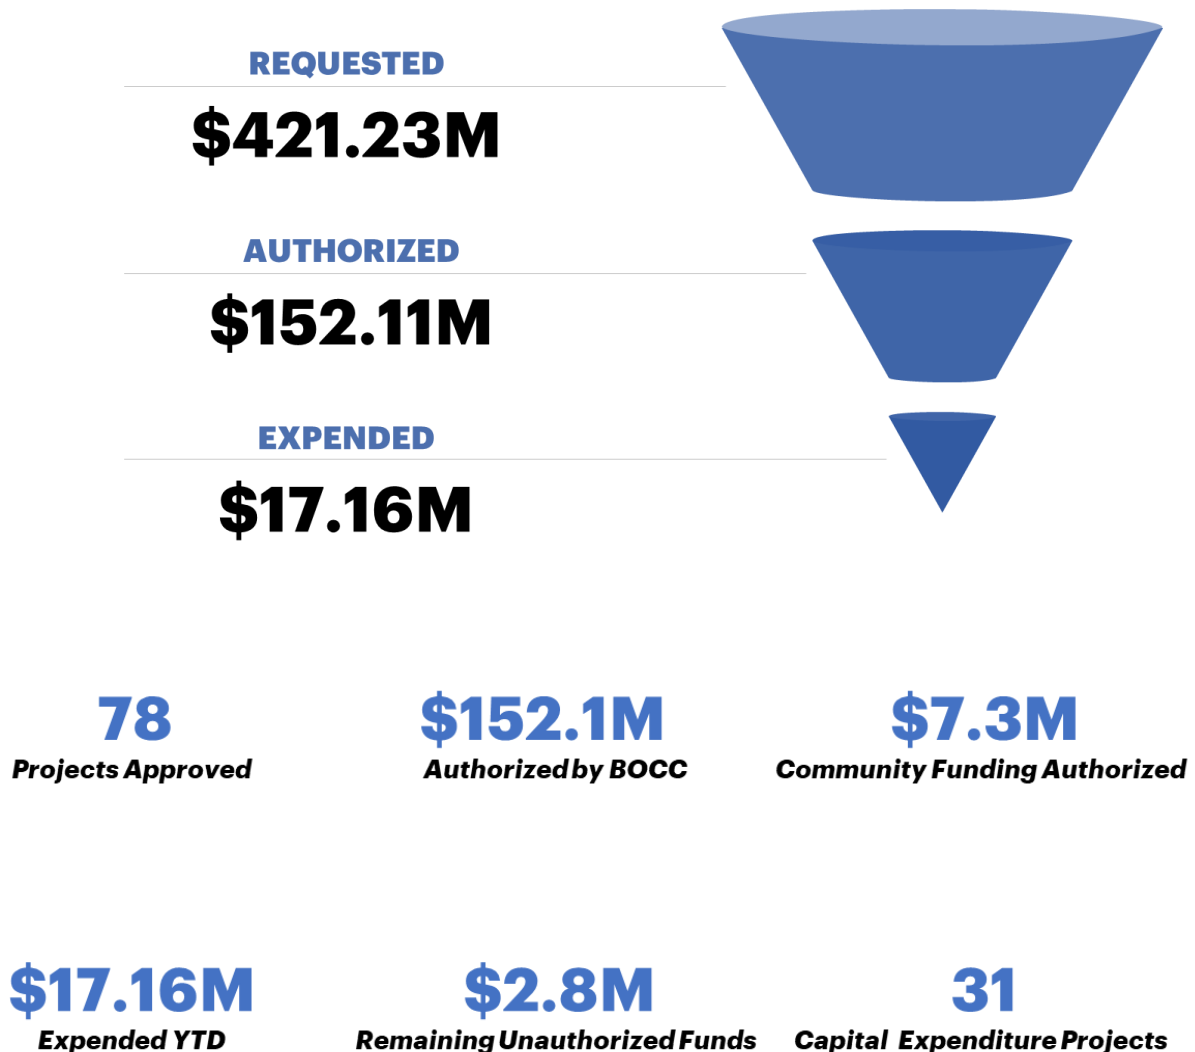 REQUESTED
$421.23M
AUTHORIZED
$152.11M
EXPENDED
$17.16M
78
Projects Approved
$152.1M
Authorized by BOCC
$7.3M
Community Funding Authorized
$17.16M
Expended YTD
$2.8M
Remaining Unauthorized Funds
31
Capital Expenditure Projects